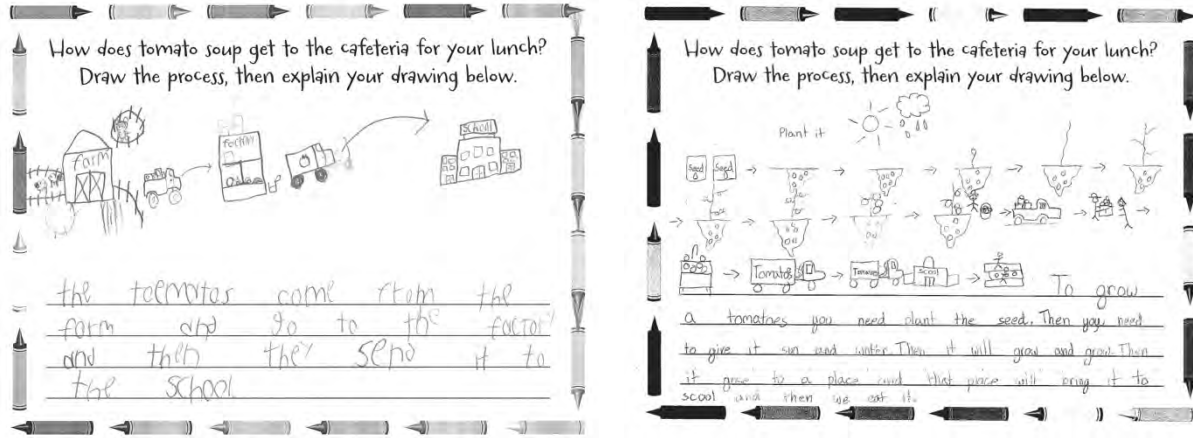 How does tomato soup get to the cafeteria for your lunch?
Draw the process, then explain your drawing below.
farm
school
the teemotos come from the
farm and go to the factory
and then they send it to
the school
How does tomato soup get to the cafeteria for your lunch?
Draw the process, then explain your drawing below.
Plant it
Seed Seed
Tomatos
scool
To grow
a tomatoes you need plant the seed. Then you need
to give it sun and water. Then it will grow and grow. Then
it gose to a place and that place will bring it to
scool and then we eat it.